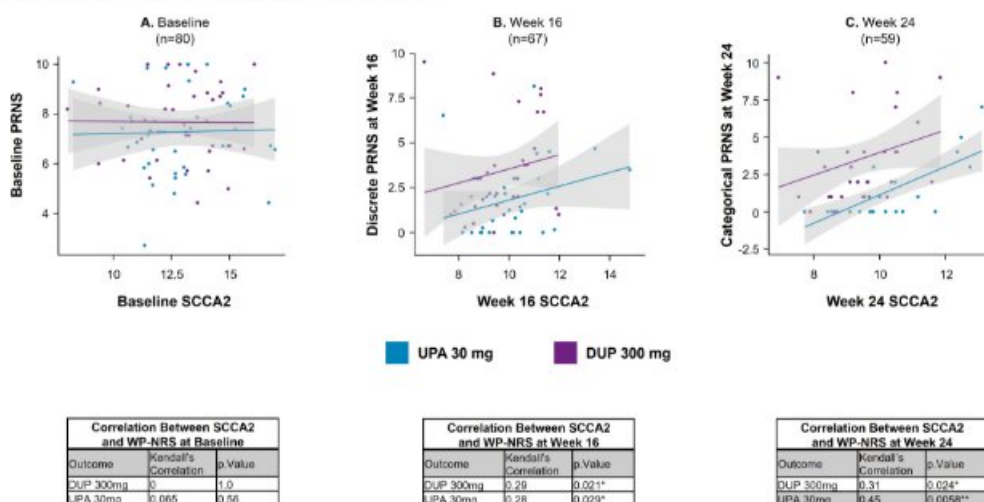 A. Baseline
(n=80)
10
8
6
4
Baseline PRNS
10
12.5
15
Baseline SCCA2
B. Week 16
(n=67)
10
7.5
5
2.5
0
Discrete PRNS at Week 16
8
10
12
14
Week 16 SCCA2
C. Week 24
(n=59)
10
7.5
5
2.5
0
-2.5
Categorical PRNS at Week 24
8
10
12
Week 24 SCCA2
UPA 30 mg
DUP 300 mg
Correlation Between SCCA2
and WP-NRS at Baseline
Outcome Kendall's Correlation p.Value
DUP 300mg 0 1.0
UPA 30mg 0.065 0.56
Correlation Between SCCA2
and WP-NRS at Week 16
Outcome Kendall's Correlation p.Value
DUP 300mg 0.29 0.021*
UPA 30mg 0.28 0.029*
Correlation Between SCCA2
and WP-NRS at Week 24
Outcome Kendall's Correlation p.Value
DUP 300mg 0.31 0.024*
UPA 30mg 0.45 0.0058**